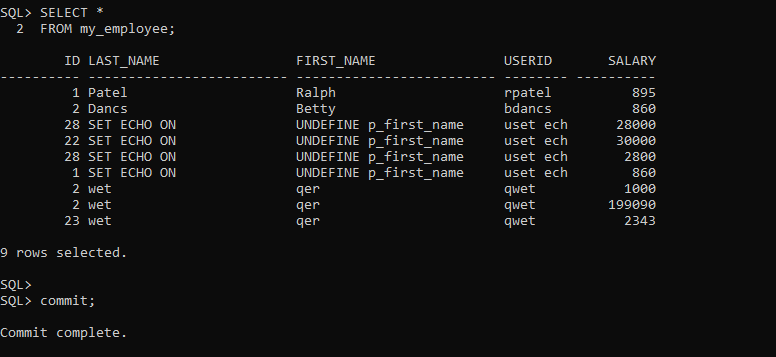 SQL> SELECT *
  2  FROM my_employee;
        ID LAST_NAME                 FIRST_NAME                USERID       SALARY
---------- ------------------------- ------------------------- -------- ----------
         1 Patel                     Ralph                     rpatel          895
         2 Dancs                     Betty                     bdancs          860
        28 SET ECHO ON               UNDEFINE p_first_name     uset ech      28000
        22 SET ECHO ON               UNDEFINE p_first_name     uset ech      30000
        28 SET ECHO ON               UNDEFINE p_first_name     uset ech       2800
         1 SET ECHO ON               UNDEFINE p_first_name     uset ech        860
         2 wet                       qer                       qwet           1000
         2 wet                       qer                       qwet         199090
        23 wet                       qer                       qwet           2343
9 rows selected.
SQL>
SQL> commit;
Commit complete.